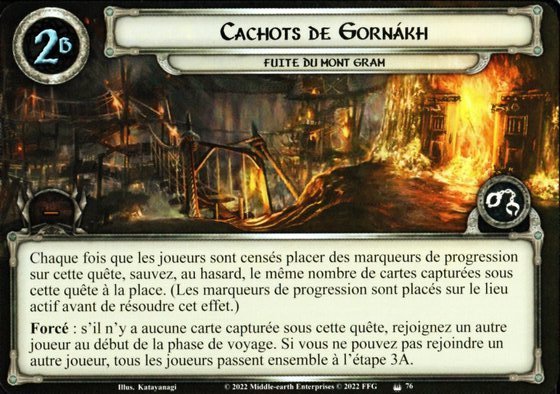 2B
CACHOTS DE GORNÁKH
FUITE DU MONT GRAM
–
Chaque fois que les joueurs sont censés placer des marqueurs de progression
sur cette quête, sauvez, au hasard, le même nombre de cartes capturées sous
cette quête à la place. (Les marqueurs de progression sont placés sur le lieu
actif avant de résoudre cet effet.)
Forcé : s'il n'y a aucune carte capturée sous cette quête, rejoignez un autre
joueur au début de la phase de voyage. Si vous ne pouvez pas rejoindre un
autre joueur, tous les joueurs passent ensemble à l'étape 3A.
Illus. Katayanagi © 2022 Middle-earth Enterprises © 2022 FFG 76